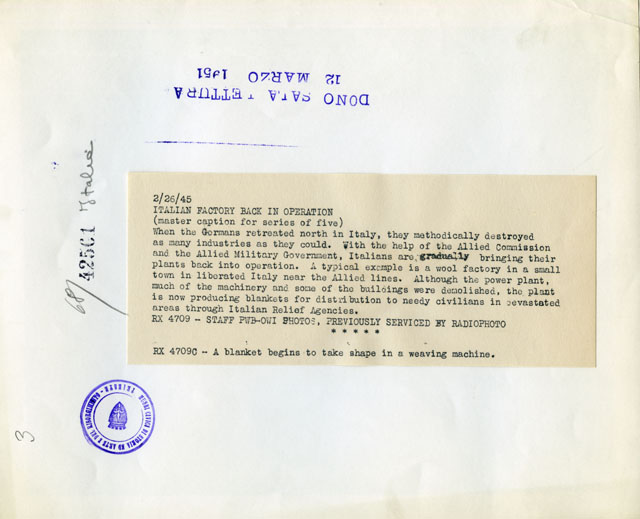 DONO SALA LETTURA
12 MARZO 1951
42561 Italia
2/26/45
ITALIAN FACTORY BACK IN OPERATION
(master caption for series of five)
When the Germans retreated north in Italy, they methodically destroyed
as many industries as they could. With the help of the Allied Commission
and the Allied Military Government, Italians are gradually bringing their
plants back into operation. A typical example is a wool factory in a small
town in liberated Italy near the Allied lines. Although the power plant,
much of the machinery and some of the buildings were demolished, the plant
is now producing blankets for distribution to needy civilians in devastated
areas through Italian Relief Agencies.
RX 4709 - STAFF PWB-OWI PHOTOS, PREVIOUSLY SERVICED BY RADIOPHOTO
* * * * *
RX 4709C - A blanket begins to take shape in a weaving machine.
TRIESTE
3